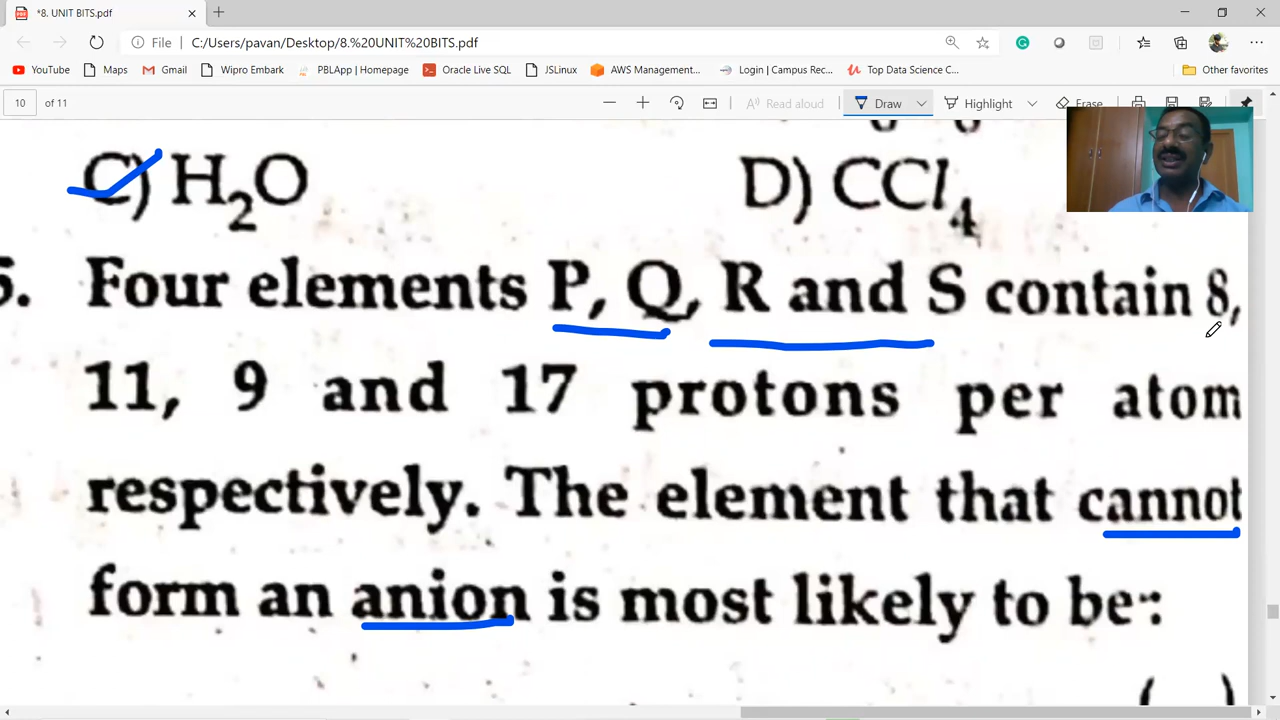 *8. UNIT BITS.pdf
File C:/Users/pavan/Desktop/8.%20UNIT%20BITS.pdf
YouTube Maps Gmail Wipro Embark PBLApp | Homepage Oracle Live SQL JSLinux AWS Management... Login | Campus Rec... Top Data Science C... Other favorites
10 of 11 Read aloud Draw Highlight Erase
C) H2O D) CCl4
5. Four elements P, Q, R and S contain 8,
11, 9 and 17 protons per atom
respectively. The element that cannot
form an anion is most likely to be:
( )